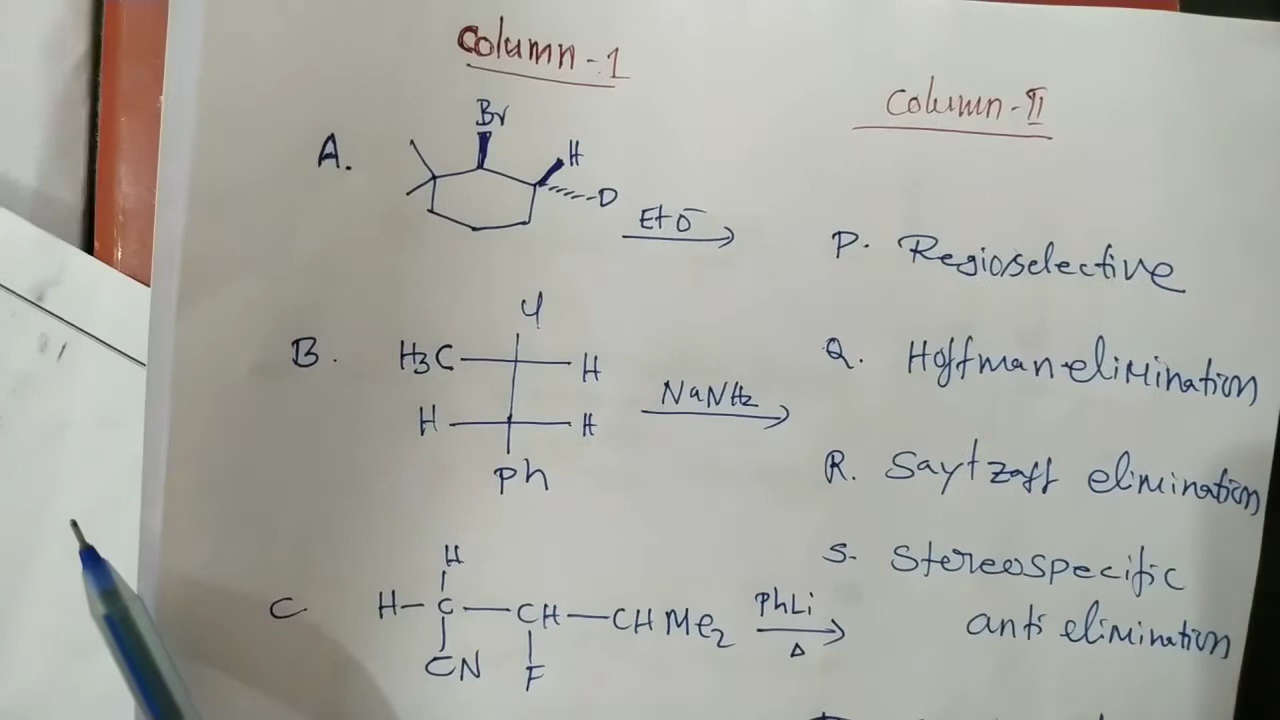 Column-1
Column-II
A.
Br
H
D
EtO⁻
P. Regioselective
B.
H3C
H
H
H
Ph
NaNH2
Q. Hoffman elimination
R. Saytzaff elimination
C
H
H-C-CH-CHMe2
CN
F
PhLi
Δ
S- Stereospecific
anti elimination